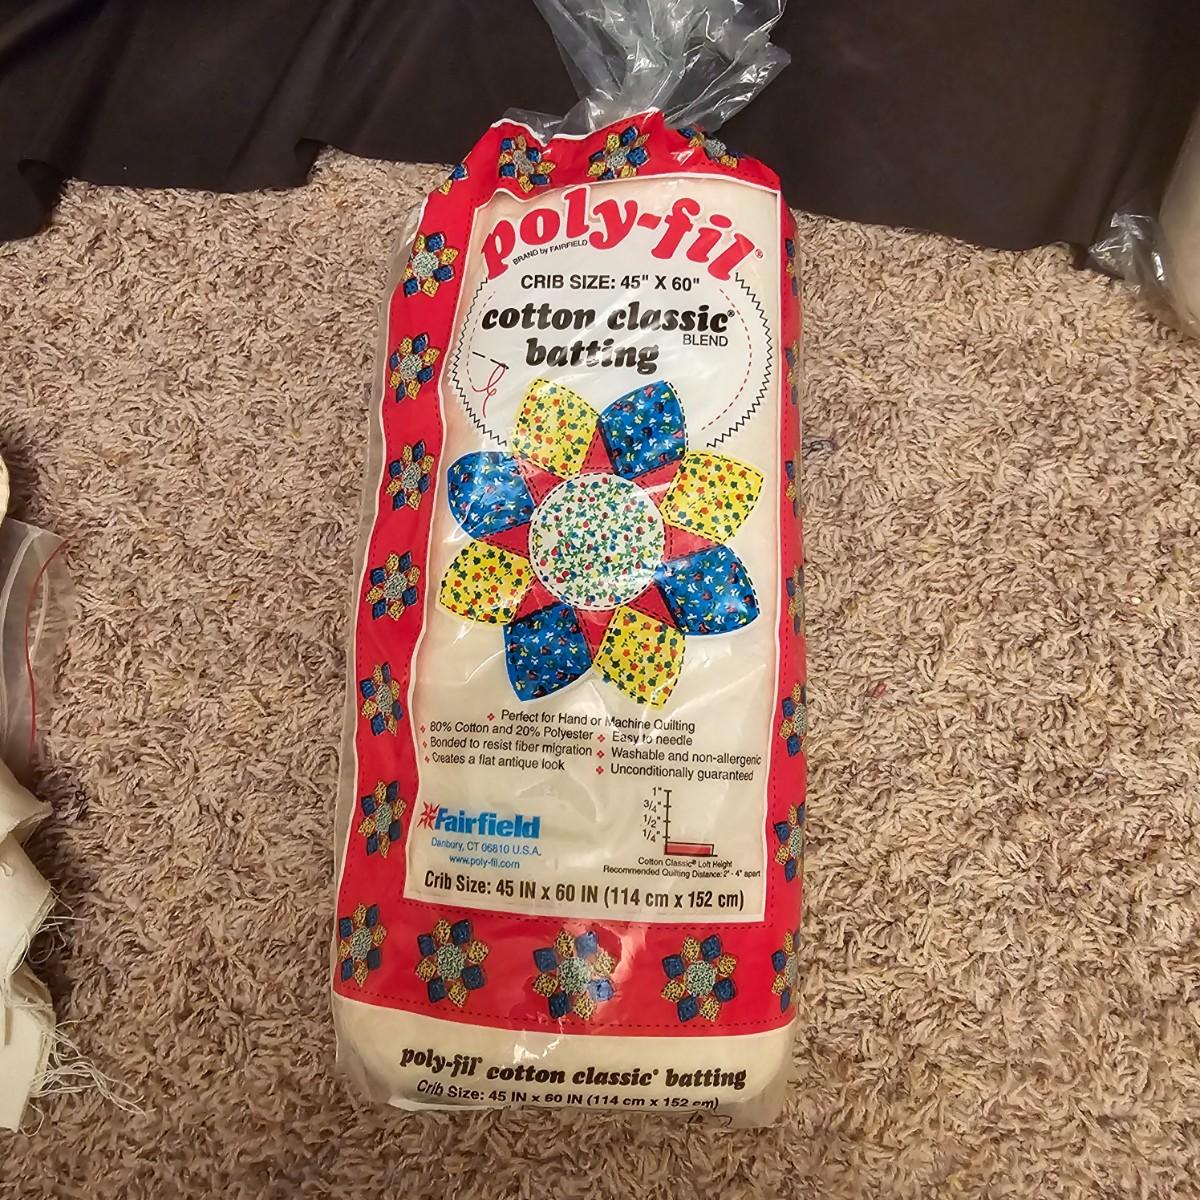 poly-fil®
BRAND by FAIRFIELD
CRIB SIZE: 45" X 60"
cotton classic®
BLEND
batting
Perfect for Hand or Machine Quilting
80% Cotton and 20% Polyester
Easy to needle
Bonded to resist fiber migration
Washable and non-allergenic
Creates a flat antique look
Unconditionally guaranteed
1"
3/4"
1/2"
1/4"
Fairfield
Danbury, CT 06810 U.S.A.
www.poly-fil.com
Cotton Classic® Loft Height
Recommended Quilting Distance: 2" - 4" apart
Crib Size: 45 IN x 60 IN (114 cm x 152 cm)
poly-fil® cotton classic® batting
Crib Size: 45 IN x 60 IN (114 cm x 152 cm)